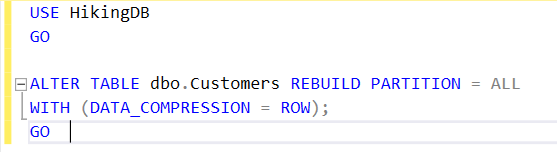 USE HikingDB
GO
ALTER TABLE dbo.Customers REBUILD PARTITION = ALL
WITH (DATA_COMPRESSION = ROW);
GO